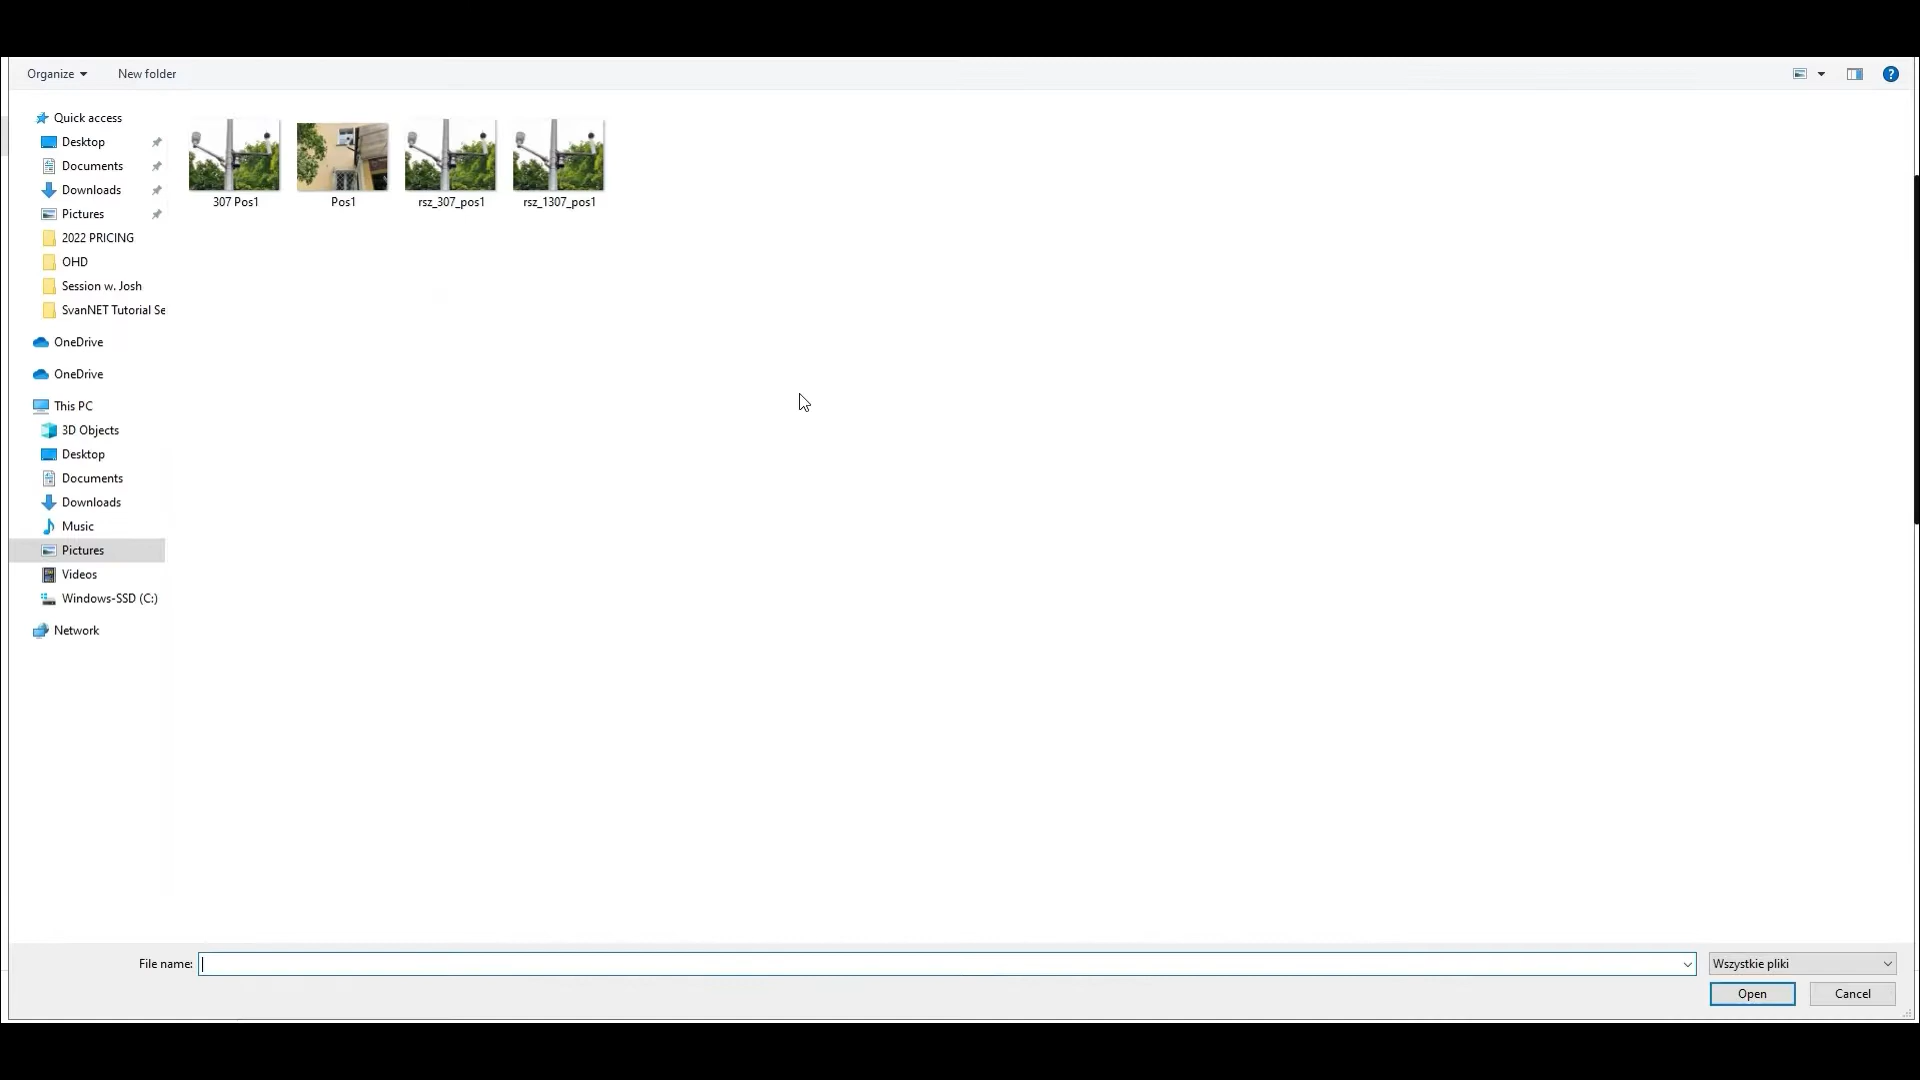 Organize
New folder
Quick access
Desktop
Documents
Downloads
Pictures
2022 PRICING
OHD
Session w. Josh
SvanNET Tutorial Se
OneDrive
OneDrive
This PC
3D Objects
Desktop
Documents
Downloads
Music
Pictures
Videos
Windows-SSD (C:)
Network
307 Pos1
Pos1
rsz_307_pos1
rsz_1307_pos1
File name:
Wszystkie pliki
Open
Cancel